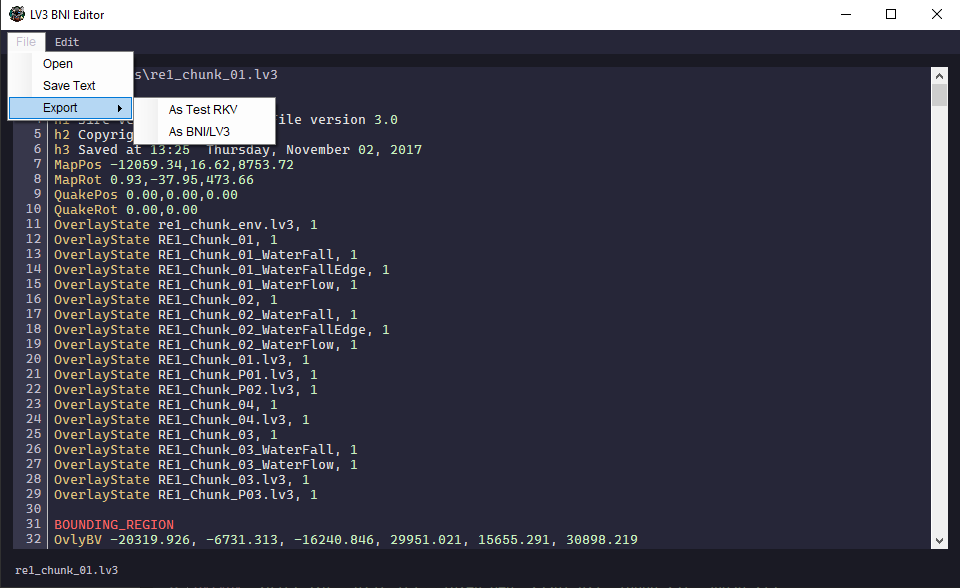 LV3 BNI Editor
File Edit
Open
Save Text
Export
As Test RKV
As BNI/LV3
s\re1_chunk_01.lv3
file version 3.0
5 h2 Copyrig
6 h3 Saved at 13:25 Thursday, November 02, 2017
7 MapPos -12059.34,16.62,8753.72
8 MapRot 0.93,-37.95,473.66
9 QuakePos 0.00,0.00,0.00
10 QuakeRot 0.00,0.00
11 OverlayState re1_chunk_env.lv3, 1
12 OverlayState RE1_Chunk_01, 1
13 OverlayState RE1_Chunk_01_WaterFall, 1
14 OverlayState RE1_Chunk_01_WaterFallEdge, 1
15 OverlayState RE1_Chunk_01_WaterFlow, 1
16 OverlayState RE1_Chunk_02, 1
17 OverlayState RE1_Chunk_02_WaterFall, 1
18 OverlayState RE1_Chunk_02_WaterFallEdge, 1
19 OverlayState RE1_Chunk_02_WaterFlow, 1
20 OverlayState RE1_Chunk_01.lv3, 1
21 OverlayState RE1_Chunk_P01.lv3, 1
22 OverlayState RE1_Chunk_P02.lv3, 1
23 OverlayState RE1_Chunk_04, 1
24 OverlayState RE1_Chunk_04.lv3, 1
25 OverlayState RE1_Chunk_03, 1
26 OverlayState RE1_Chunk_03_WaterFall, 1
27 OverlayState RE1_Chunk_03_WaterFlow, 1
28 OverlayState RE1_Chunk_03.lv3, 1
29 OverlayState RE1_Chunk_P03.lv3, 1
30
31 BOUNDING_REGION
32 OvlyBV -20319.926, -6731.313, -16240.846, 29951.021, 15655.291, 30898.219
re1_chunk_01.lv3